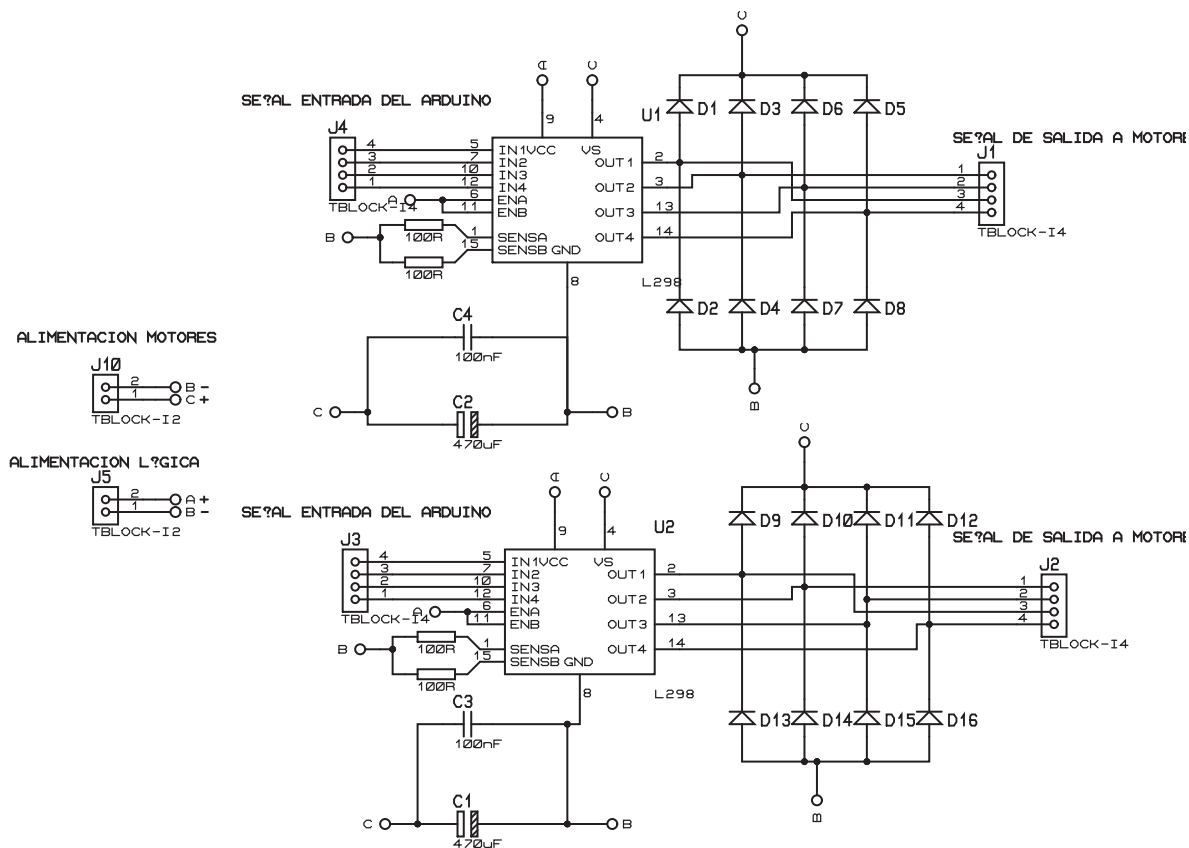 C
A C
SE?AL ENTRADA DEL ARDUINO
D1 D3 D6 D5
U1
9 4
J4
SE?AL DE SALIDA A MOTORE
J1
4 5 IN1 VCC VS
3 7 IN2 OUT1 2
2 10 IN3
1 12 IN4 OUT2 3
A 6 ENA
TBLOCK-I4 11 ENB OUT3 13
1
2
3
4
TBLOCK-I4
B 100R 1 SENSA OUT4 14
15 SENSB GND
100R
8
L298
D2 D4 D7 D8
C4
100nF
ALIMENTACION MOTORES
J10
2 B -
1 C +
TBLOCK-I2
B
C C2 B
470uF
C
ALIMENTACION L?GICA
J5
2 A +
1 B -
TBLOCK-I2
A C
SE?AL ENTRADA DEL ARDUINO
D9 D10 D11 D12
U2
9 4
J3
SE?AL DE SALIDA A MOTORE
J2
4 5 IN1 VCC VS
3 7 IN2 OUT1 2
2 10 IN3
1 12 IN4 OUT2 3
A 6 ENA
TBLOCK-I4 11 ENB OUT3 13
1
2
3
4
TBLOCK-I4
B 100R 1 SENSA OUT4 14
15 SENSB GND
100R
8
L298
D13 D14 D15 D16
C3
100nF
B
C C1 B
470uF